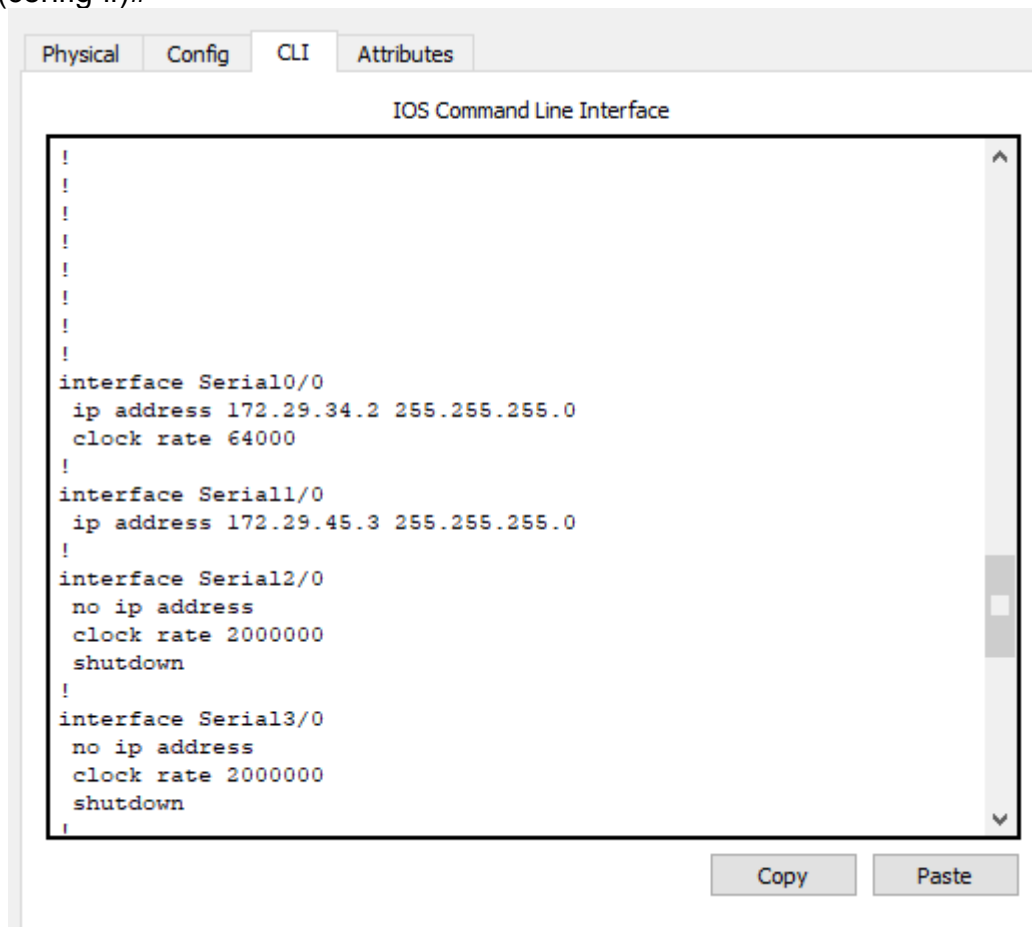 (config-if)#
Physical Config CLI Attributes
IOS Command Line Interface
!
!
!
!
!
!
!
!
interface Serial0/0
ip address 172.29.34.2 255.255.255.0
clock rate 64000
!
interface Serial1/0
ip address 172.29.45.3 255.255.255.0
!
interface Serial2/0
no ip address
clock rate 2000000
shutdown
!
interface Serial3/0
no ip address
clock rate 2000000
shutdown
!
Copy Paste